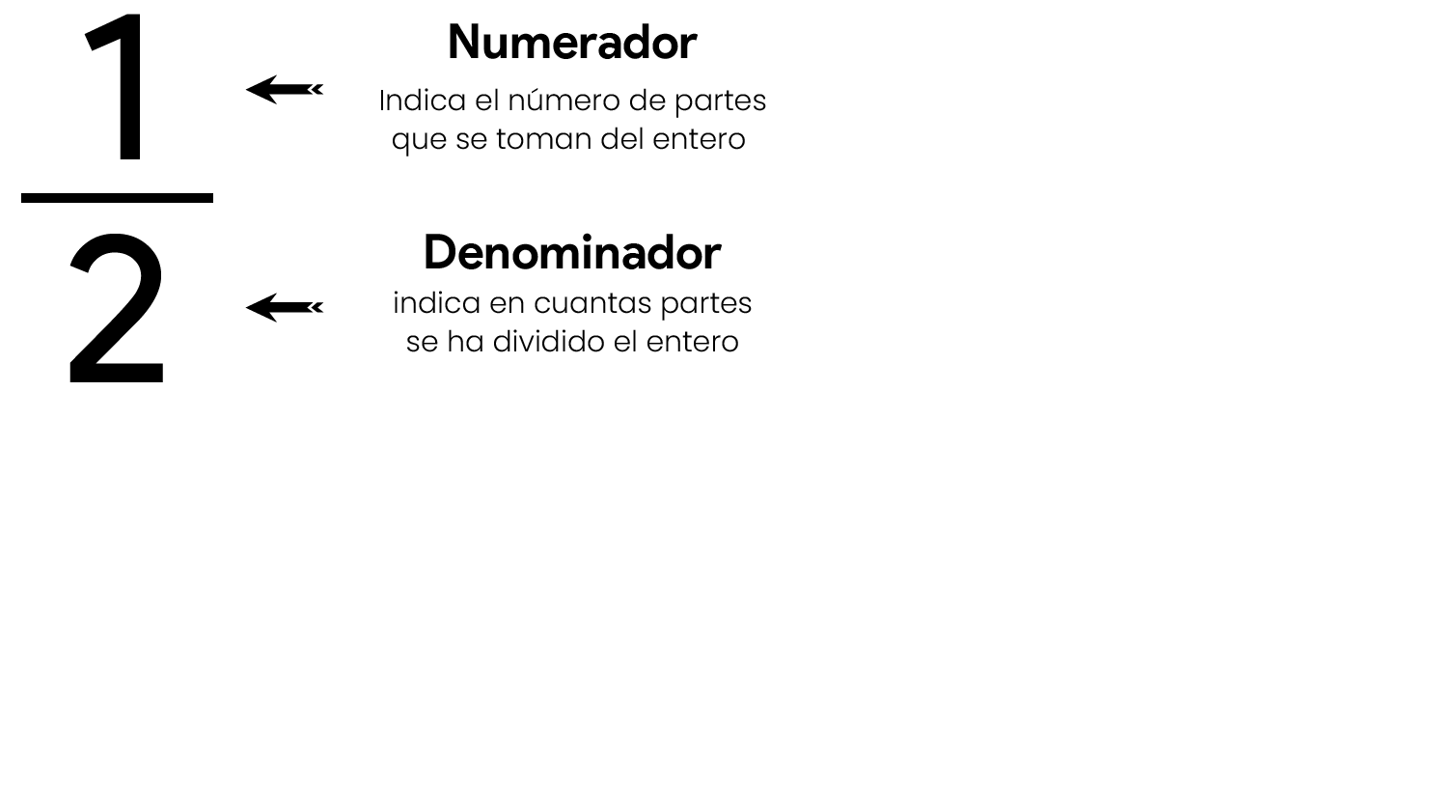 1
Numerador
Indica el número de partes
que se toman del entero
2
Denominador
indica en cuantas partes
se ha dividido el entero